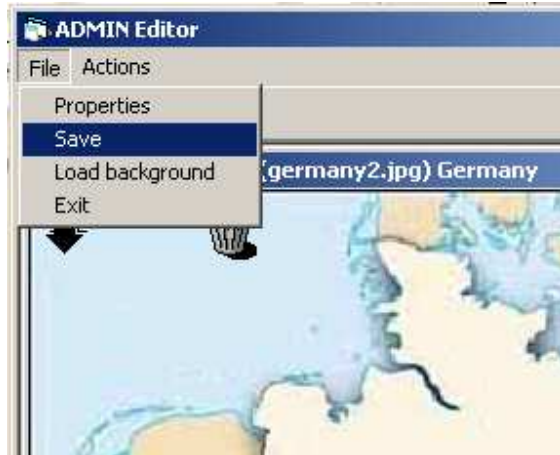 ADMIN Editor
File Actions
Properties
Save
Load background
Exit
(germany2.jpg) Germany